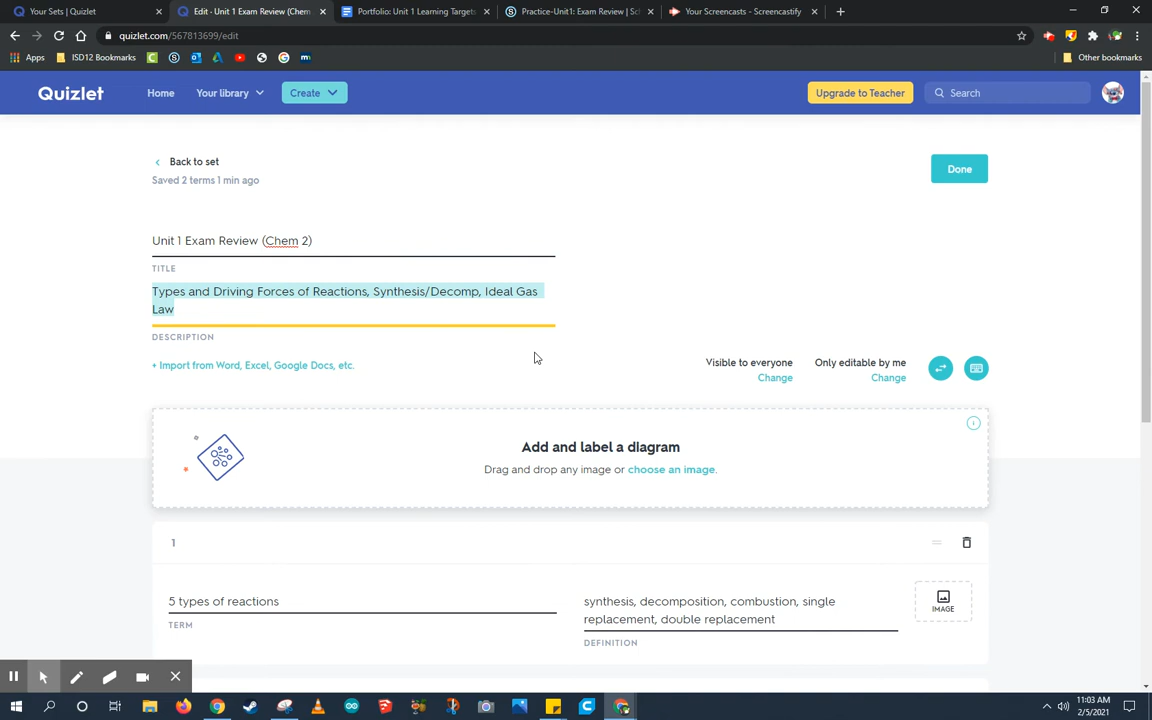 Your Sets | Quizlet
Edit - Unit 1 Exam Review (Chem
Portfolio: Unit 1 Learning Targets
Practice-Unit1: Exam Review | Sc
Your Screencasts - Screencastify
quizlet.com/567813699/edit
Apps
ISD12 Bookmarks
Other bookmarks
Quizlet
Home
Your library
Create
Upgrade to Teacher
Search
Back to set
Saved 2 terms 1 min ago
Done
Unit 1 Exam Review (Chem 2)
TITLE
Types and Driving Forces of Reactions, Synthesis/Decomp, Ideal Gas
Law
DESCRIPTION
+ Import from Word, Excel, Google Docs, etc.
Visible to everyone
Change
Only editable by me
Change
Add and label a diagram
Drag and drop any image or choose an image.
1
5 types of reactions
TERM
synthesis, decomposition, combustion, single
replacement, double replacement
DEFINITION
IMAGE
11:03 AM
2/5/2021